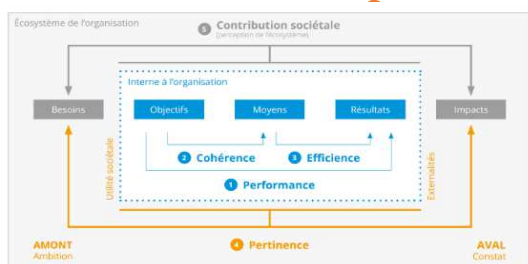 Écosystème de l'organisation
5 Contribution sociétale
(perception de l'écosystème)
Interne à l'organisation
Besoins
Objectifs
Moyens
Résultats
Impacts
2 Cohérence
3 Efficience
1 Performance
Utilité sociétale
Externalités
AMONT
Ambition
4 Pertinence
AVAL
Constat